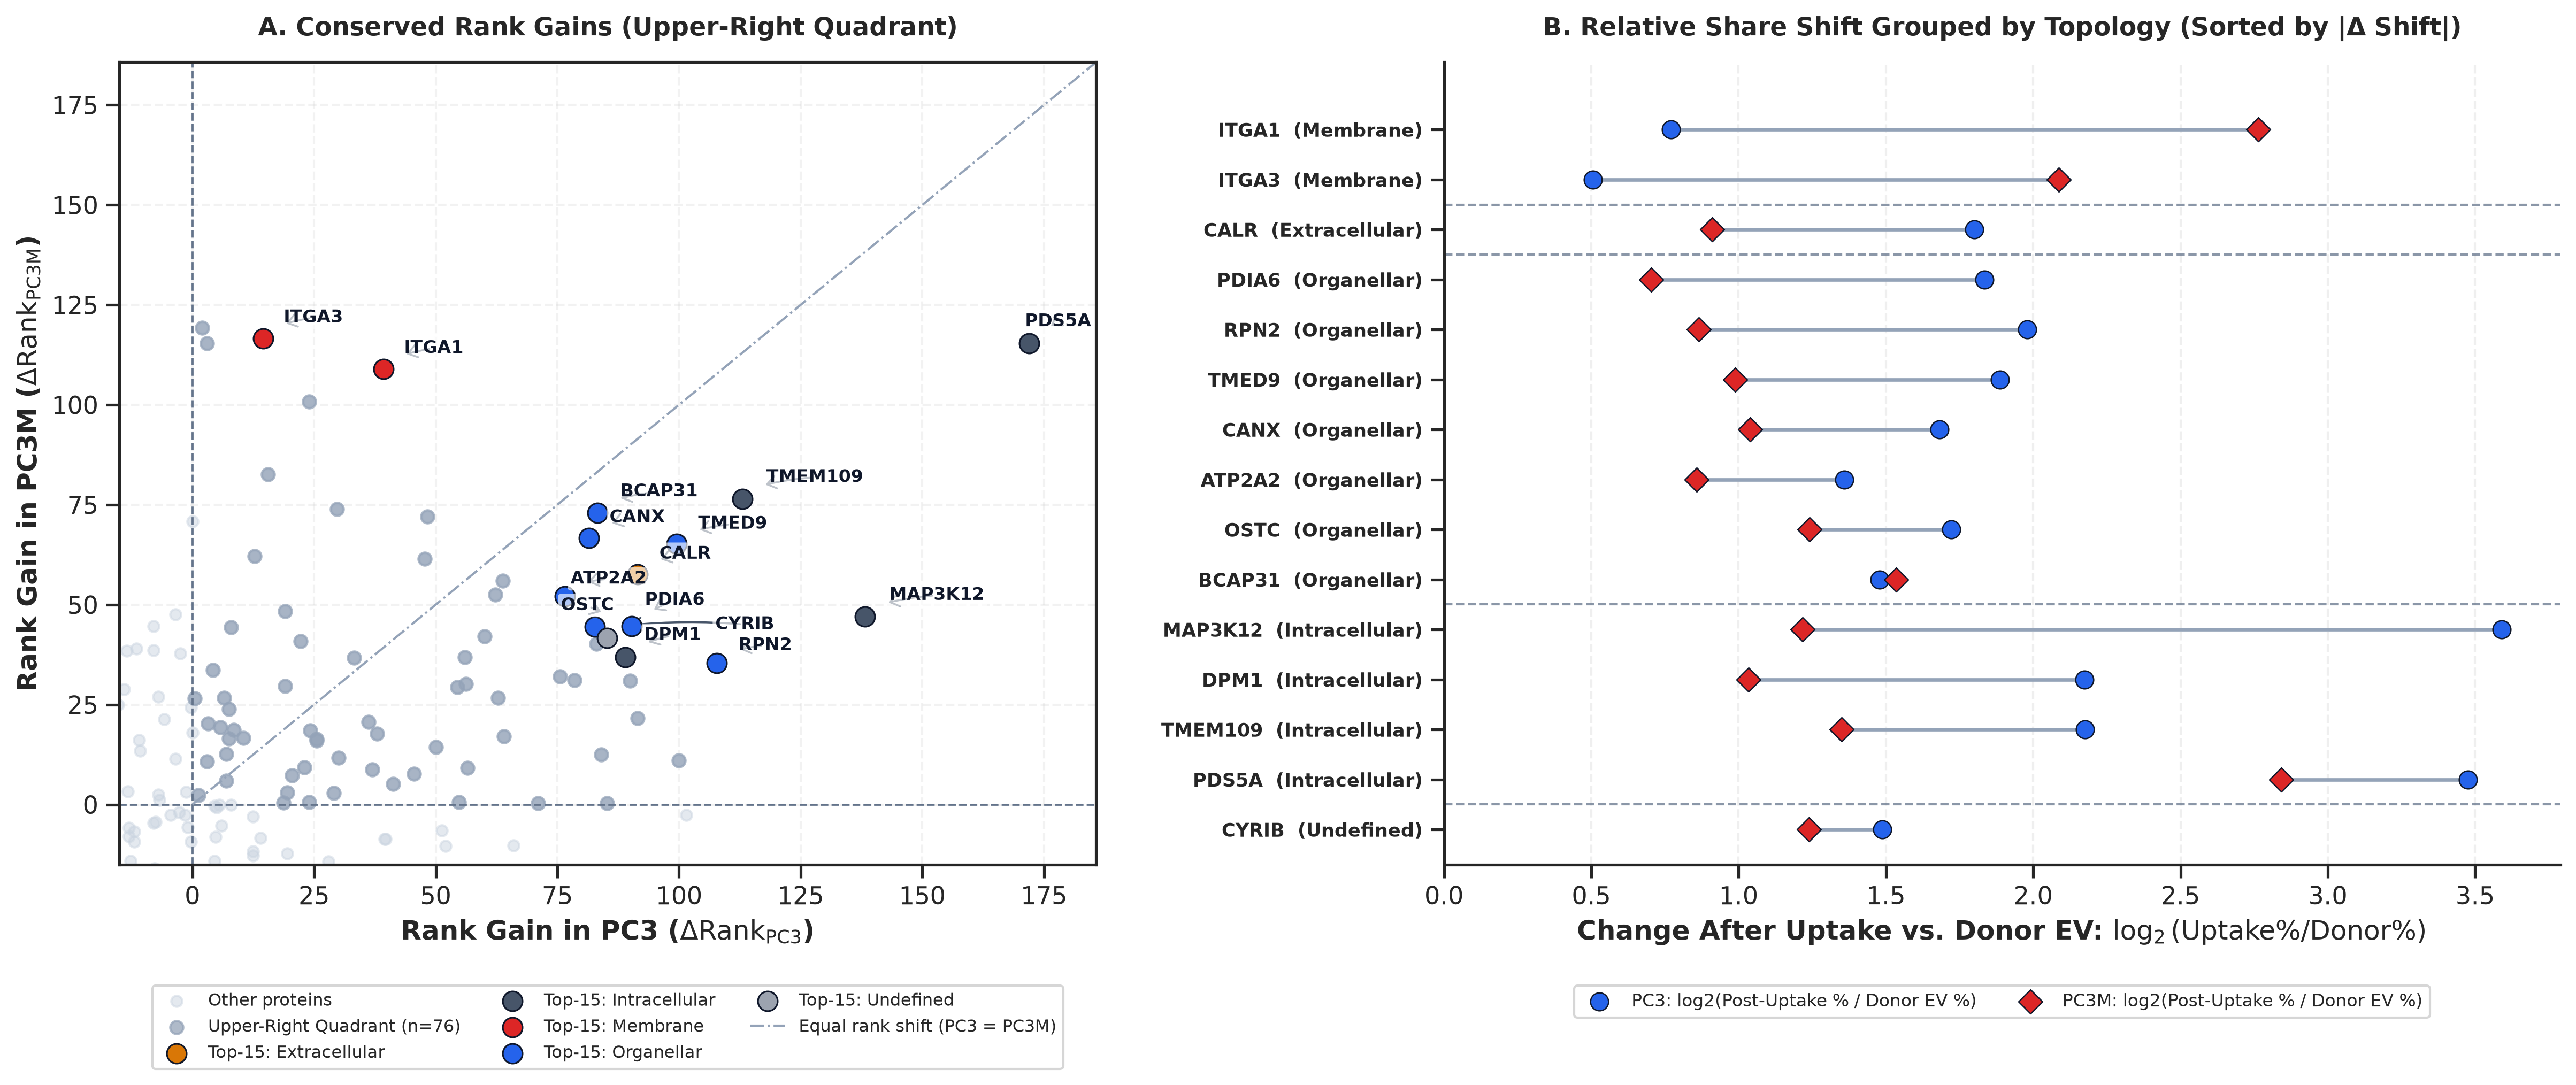 A. Conserved Rank Gains (Upper-Right Quadrant)
Rank Gain in PC3M (ΔRankPC3M)
175
150
125
100
75
50
25
0
ITGA3
ITGA1
PDS5A
TMEM109
BCAP31
CANX
TMED9
CALR
ATP2A2
OSTC
PDIA6
MAP3K12
CYRIB
DPM1
RPN2
0 25 50 75 100 125 150 175
Rank Gain in PC3 (ΔRankPC3)
Other proteins
Upper-Right Quadrant (n=76)
Top-15: Extracellular
Top-15: Intracellular
Top-15: Membrane
Top-15: Organellar
Top-15: Undefined
Equal rank shift (PC3 = PC3M)
B. Relative Share Shift Grouped by Topology (Sorted by |Δ Shift|)
ITGA1 (Membrane)
ITGA3 (Membrane)
CALR (Extracellular)
PDIA6 (Organellar)
RPN2 (Organellar)
TMED9 (Organellar)
CANX (Organellar)
ATP2A2 (Organellar)
OSTC (Organellar)
BCAP31 (Organellar)
MAP3K12 (Intracellular)
DPM1 (Intracellular)
TMEM109 (Intracellular)
PDS5A (Intracellular)
CYRIB (Undefined)
0.0 0.5 1.0 1.5 2.0 2.5 3.0 3.5
Change After Uptake vs. Donor EV: log2 (Uptake%/Donor%)
PC3: log2(Post-Uptake % / Donor EV %)
PC3M: log2(Post-Uptake % / Donor EV %)